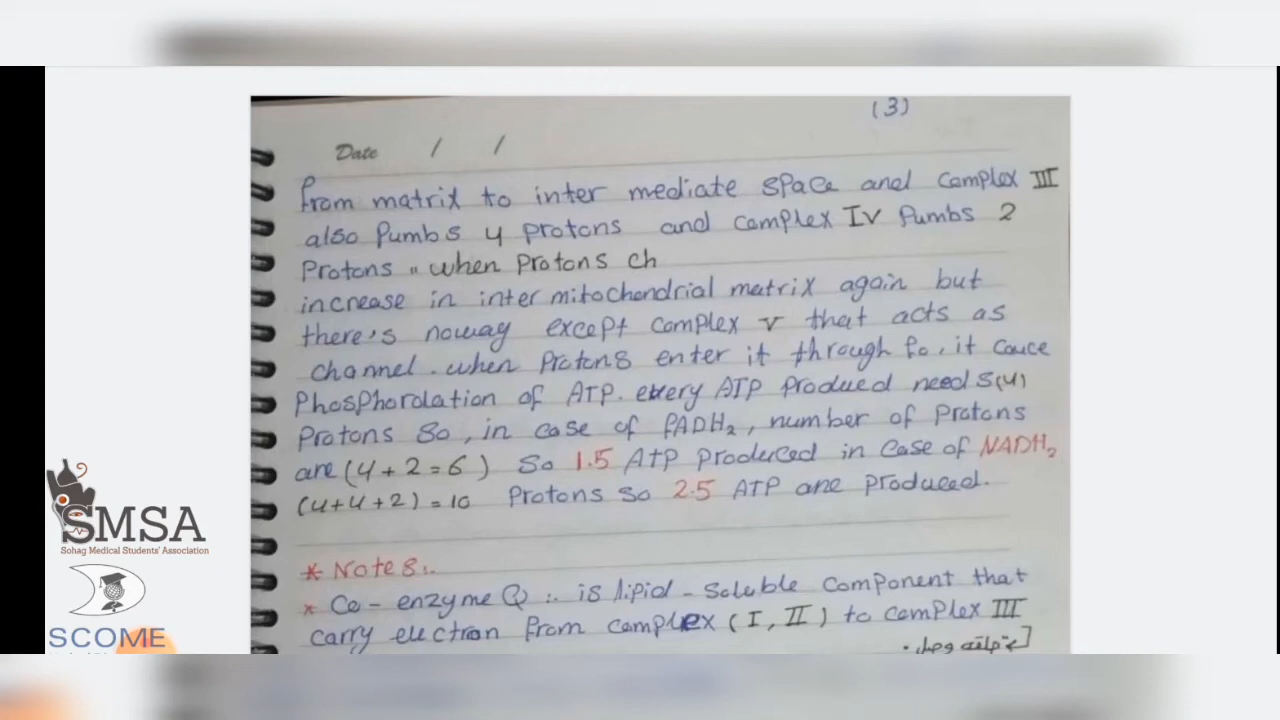 (3)
Date / /
from matrix to inter mediate space and complex III
also Pumbs 4 protons and complex IV Pumbs 2
Protons " when protons ch
increase in inter mitochondrial matrix again but
there's noway except complex V that acts as
channel. when Protons enter it through fo, it cauce
Phosphorolation of ATP. every ATP produed needs (4)
Protons So, in case of fADH₂, number of protons
are (4+2=6) So 1.5 ATP produced in case of NADH₂
(4+4+2)=10 Protons so 2.5 ATP are produced.
* Notes:.
* Co-enzyme Q :. is lipid-soluble component that
carry electron from complex (I, II) to complex III
SMSA
Sohag Medical Students' Association
SCOME